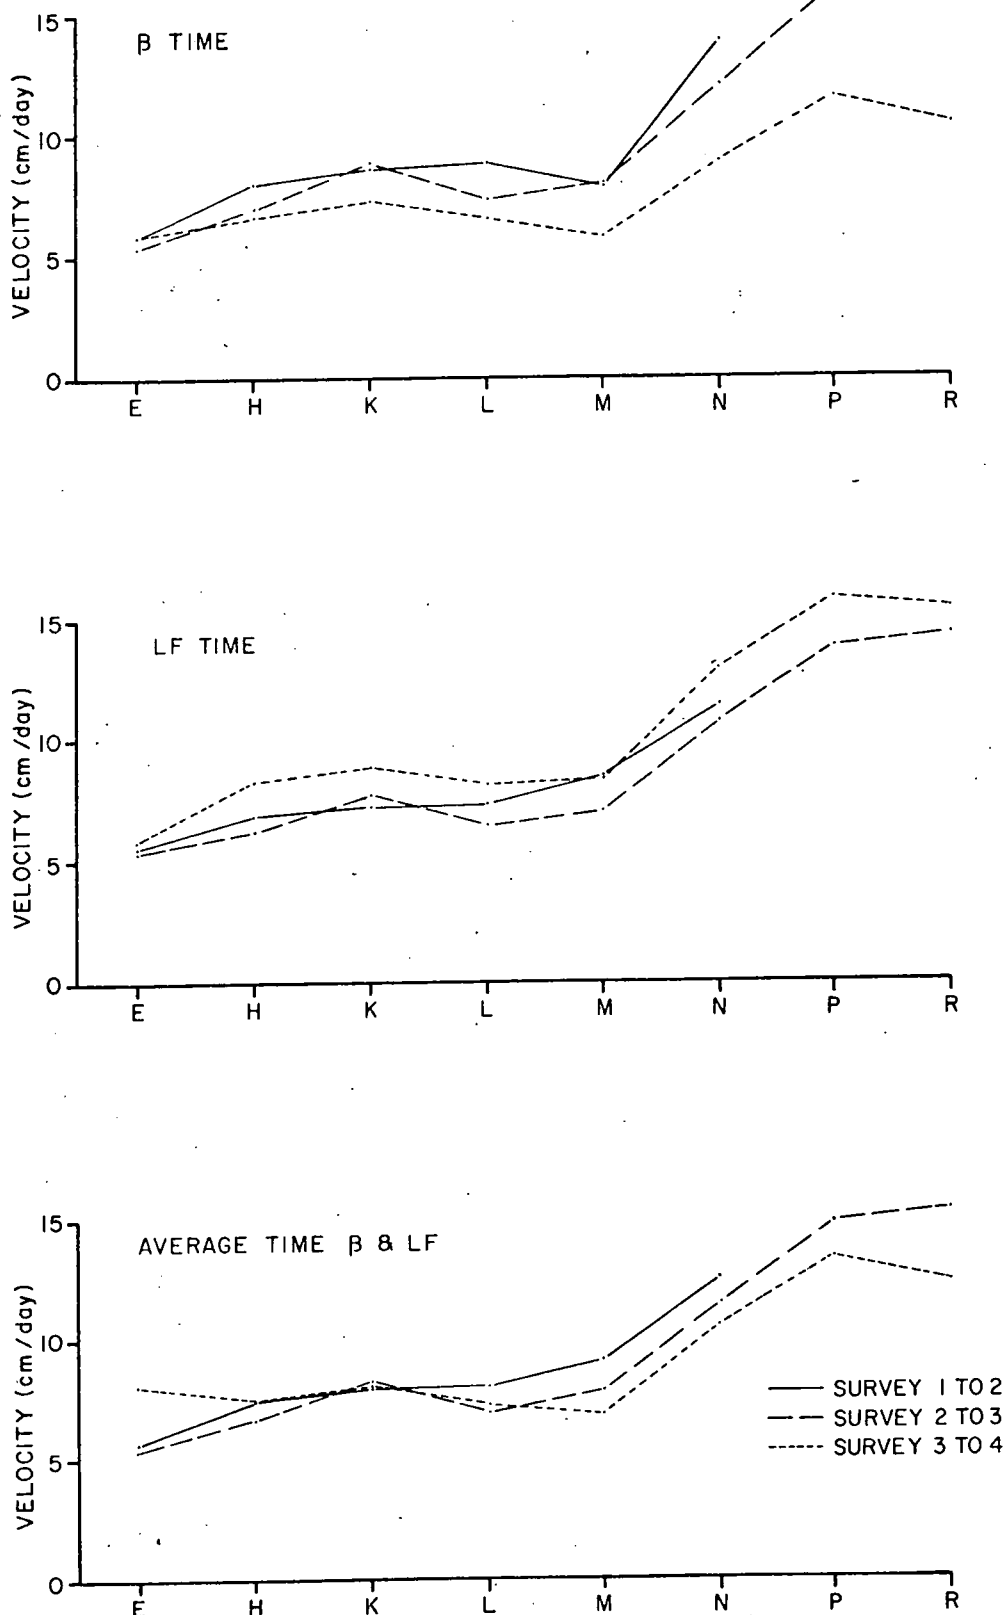 β TIME
VELOCITY (cm/day)
15
10
5
0
E H K L M N P R
LF TIME
VELOCITY (cm/day)
15
10
5
0
E H K L M N P R
AVERAGE TIME β & LF
VELOCITY (cm/day)
15
10
5
0
E H K L M N P R
SURVEY 1 TO 2
SURVEY 2 TO 3
SURVEY 3 TO 4